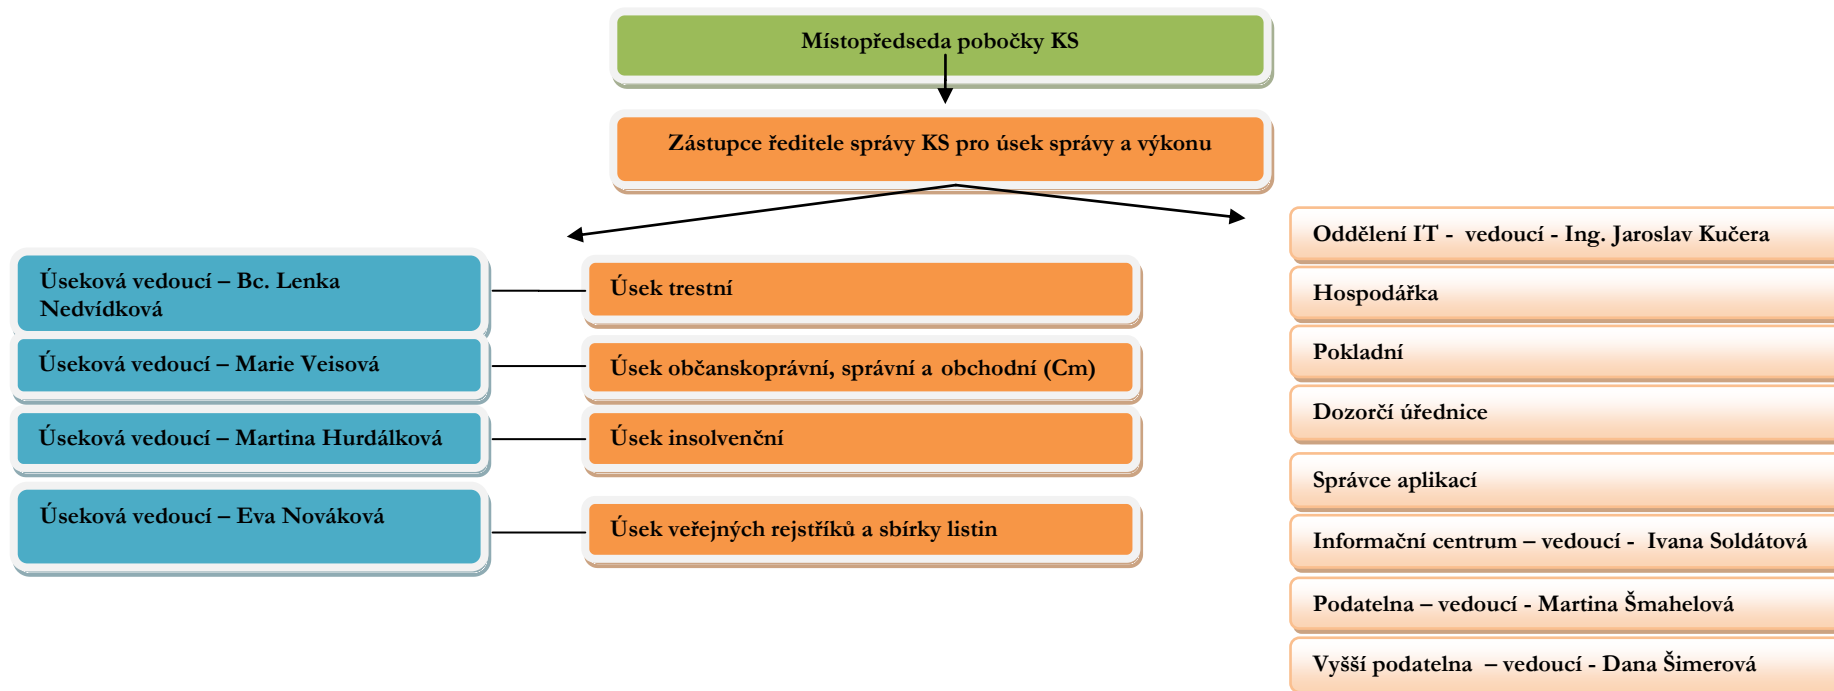 Místopředseda pobočky KS
Zástupce ředitele správy KS pro úsek správy a výkonu
Úseková vedoucí – Bc. Lenka
Nedvídková
Úsek trestní
Úseková vedoucí – Marie Veisová
Úsek občanskoprávní, správní a obchodní (Cm)
Úseková vedoucí – Martina Hurdálková
Úsek insolvenční
Úseková vedoucí – Eva Nováková
Úsek veřejných rejstříků a sbírky listin
Oddělení IT - vedoucí - Ing. Jaroslav Kučera
Hospodářka
Pokladní
Dozorčí úřednice
Správce aplikací
Informační centrum – vedoucí - Ivana Soldátová
Podatelna – vedoucí - Martina Šmahelová
Vyšší podatelna – vedoucí - Dana Šimerová